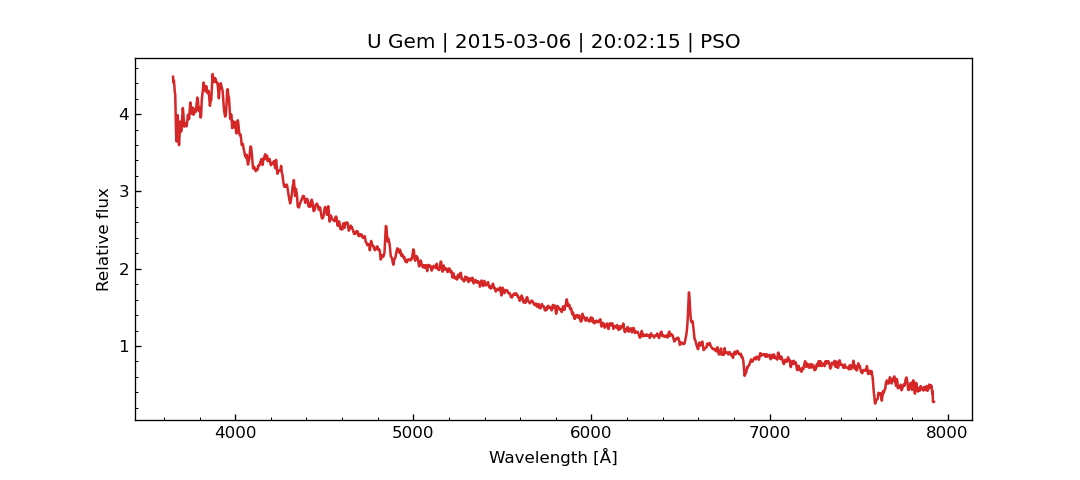 U Gem | 2015-03-06 | 20:02:15 | PSO
Relative flux
4
3
2
1
4000 5000 6000 7000 8000
Wavelength [Å]